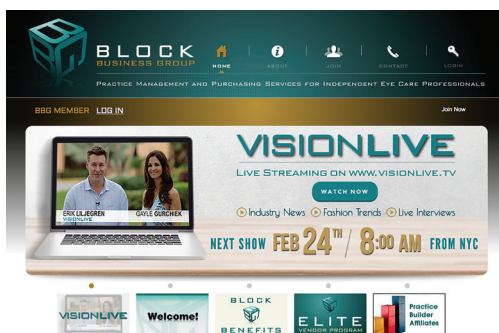 BBG
BLOCK
BUSINESS GROUP
HOME
ABOUT
JOIN
CONTACT
LOGIN
PRACTICE MANAGEMENT AND PURCHASING SERVICES FOR INDEPENDENT EYE CARE PROFESSIONALS
BBG MEMBER LOG IN
Join Now
VISIONLIVE
LIVE STREAMING ON WWW.VISIONLIVE.TV
WATCH NOW
Industry News Fashion Trends Live Interviews
ERIK LILJEGREN
VISIONLIVE
GAYLE GURCHIEK
NEXT SHOW FEB 24TH / 8:00 AM FROM NYC
VISIONLIVE
Welcome!
BLOCK
BENEFITS
ELITE
VENDOR PROGRAM
Practice
Builder
Affiliates